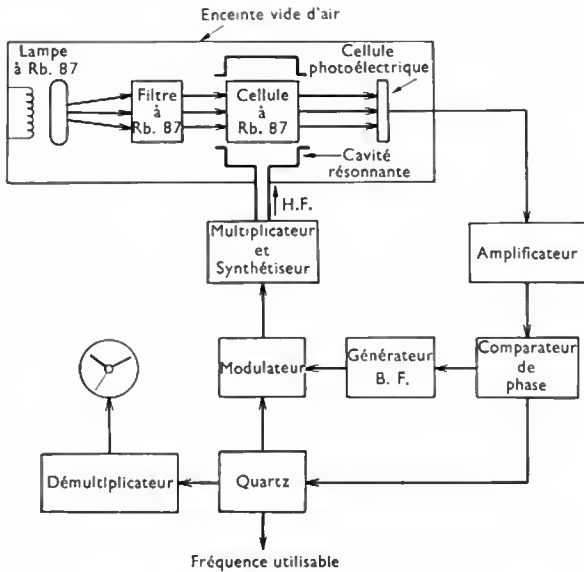 Enceinte vide d'air
Lampe
à Rb. 87
Filtre
à
Rb. 87
Cellule
à
Rb. 87
Cellule
photoélectrique
Cavité
résonnante
H.F.
Multiplicateur
et
Synthétiseur
Amplificateur
Modulateur
Générateur
B. F.
Comparateur
de
phase
Démultiplicateur
Quartz
Fréquence utilisable